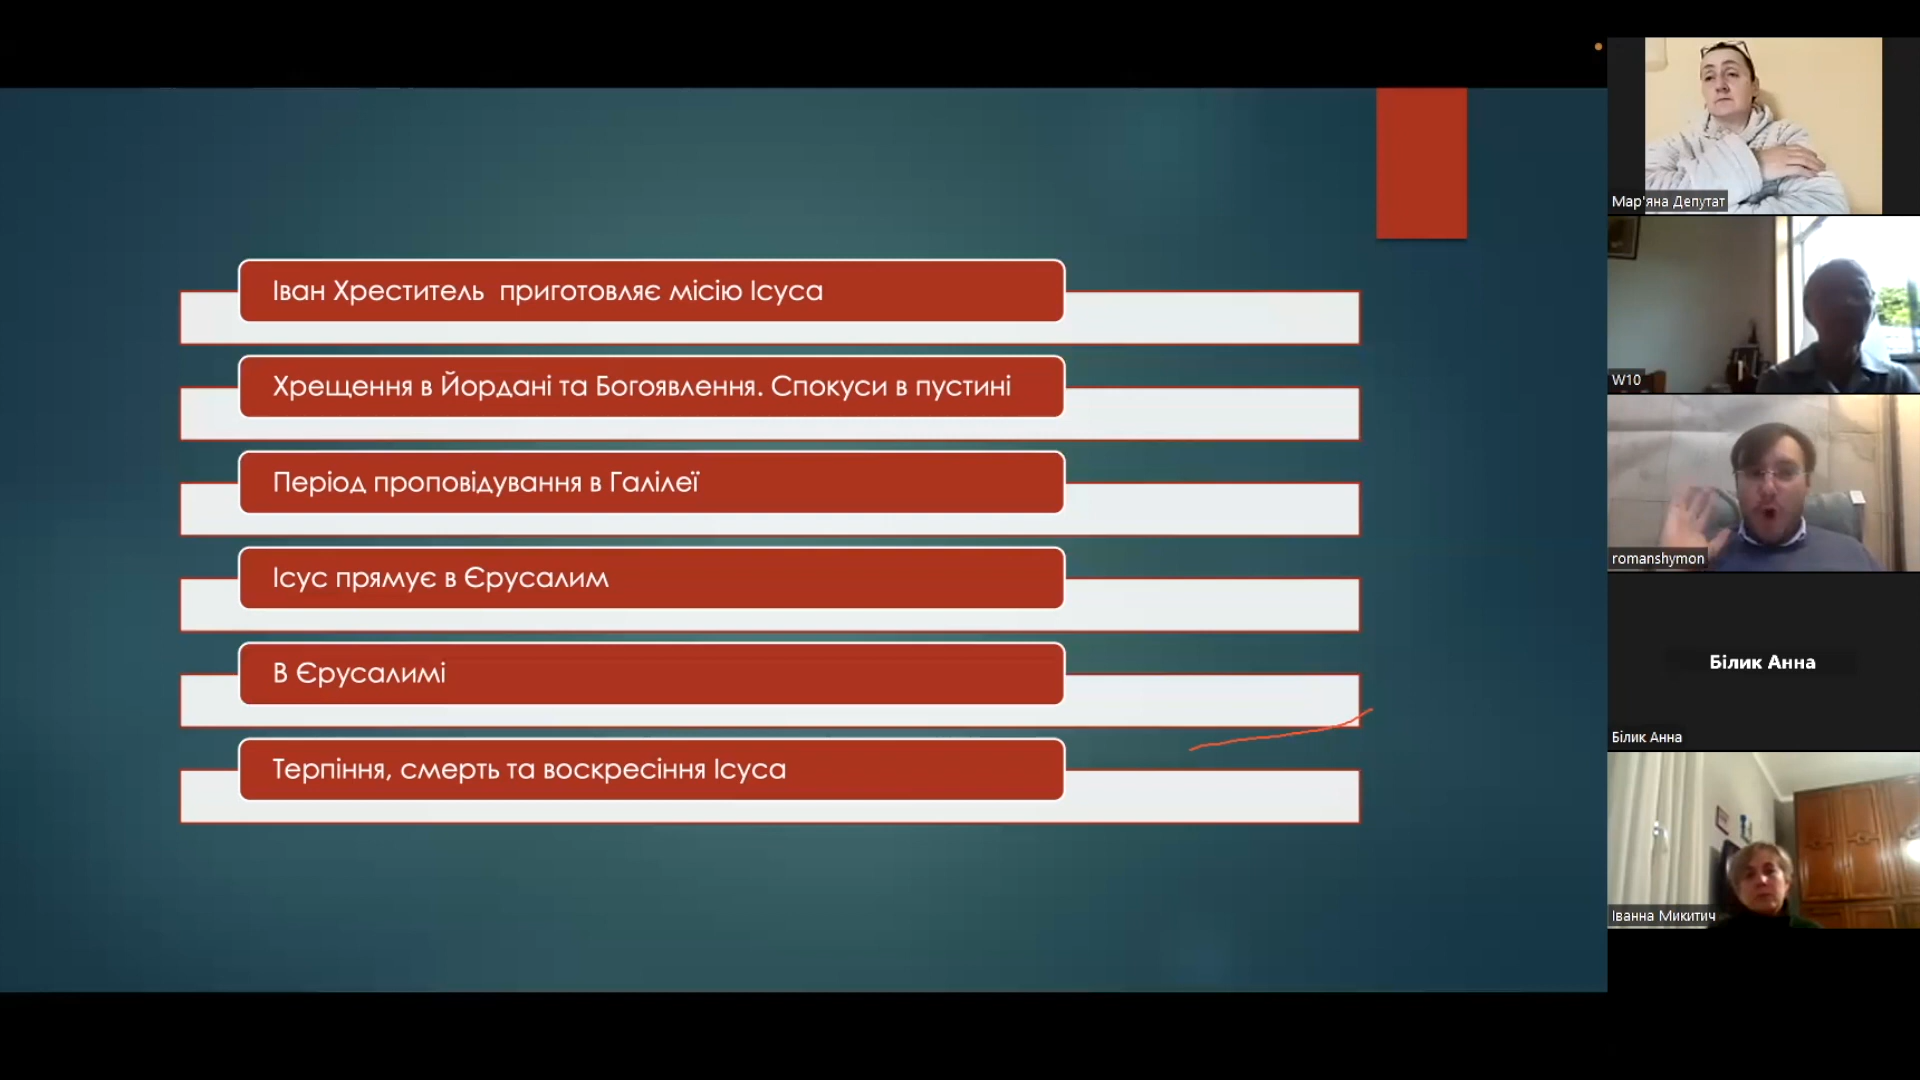 Іван Хреститель приготовляє місію Ісуса
Хрещення в Йордані та Богоявлення. Спокуси в пустині
Період проповідування в Галілеї
Ісус прямує в Єрусалим
В Єрусалимі
Терпіння, смерть та воскресіння Ісуса
Мар'яна Депутат
W10
romanshymon
Білик Анна
Білик Анна
Іванна Микитич